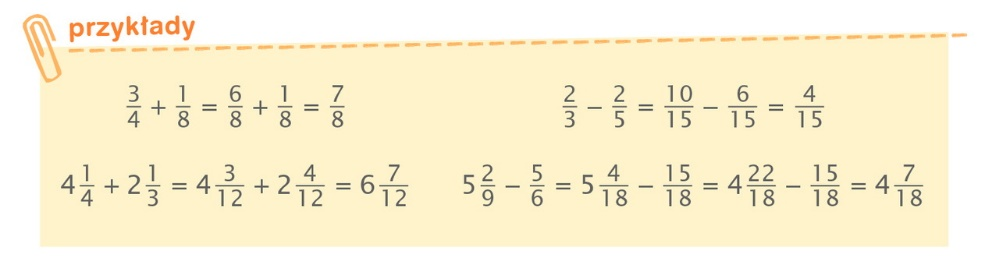 przykłady
3/4 + 1/8 = 6/8 + 1/8 = 7/8
2/3 − 2/5 = 10/15 − 6/15 = 4/15
4 1/4 + 2 1/3 = 4 3/12 + 2 4/12 = 6 7/12
5 2/9 − 5/6 = 5 4/18 − 15/18 = 4 22/18 − 15/18 = 4 7/18